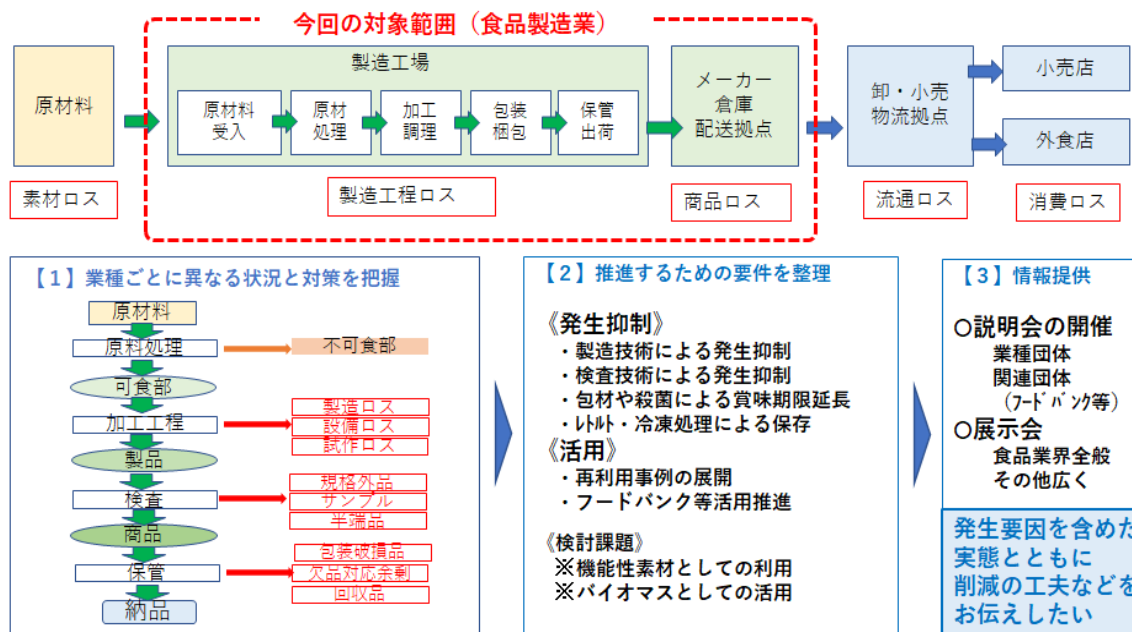 今回の対象範囲（食品製造業）
原材料
製造工場
原材料
受入
原材
処理
加工
調理
包装
梱包
保管
出荷
メーカー
倉庫
配送拠点
卸・小売
物流拠点
小売店
外食店
素材ロス
製造工程ロス
商品ロス
流通ロス
消費ロス
【1】業種ごとに異なる状況と対策を把握
原材料
原料処理
不可食部
可食部
加工工程
製造ロス
設備ロス
試作ロス
製品
検査
規格外品
サンプル
半端品
商品
保管
包装破損品
欠品対応余剰
回収品
納品
【2】推進するための要件を整理
《発生抑制》
・製造技術による発生抑制
・検査技術による発生抑制
・包材や殺菌による賞味期限延長
・ﾚﾄﾙﾄ・冷凍処理による保存
《活用》
・再利用事例の展開
・フードバンク等活用推進
《検討課題》
※機能性素材としての利用
※バイオマスとしての活用
【3】情報提供
○説明会の開催
業種団体
関連団体
（ﾌｰﾄﾞﾊﾞﾝｸ等）
○展示会
食品業界全般
その他広く
発生要因を含めた
実態とともに
削減の工夫などを
お伝えしたい